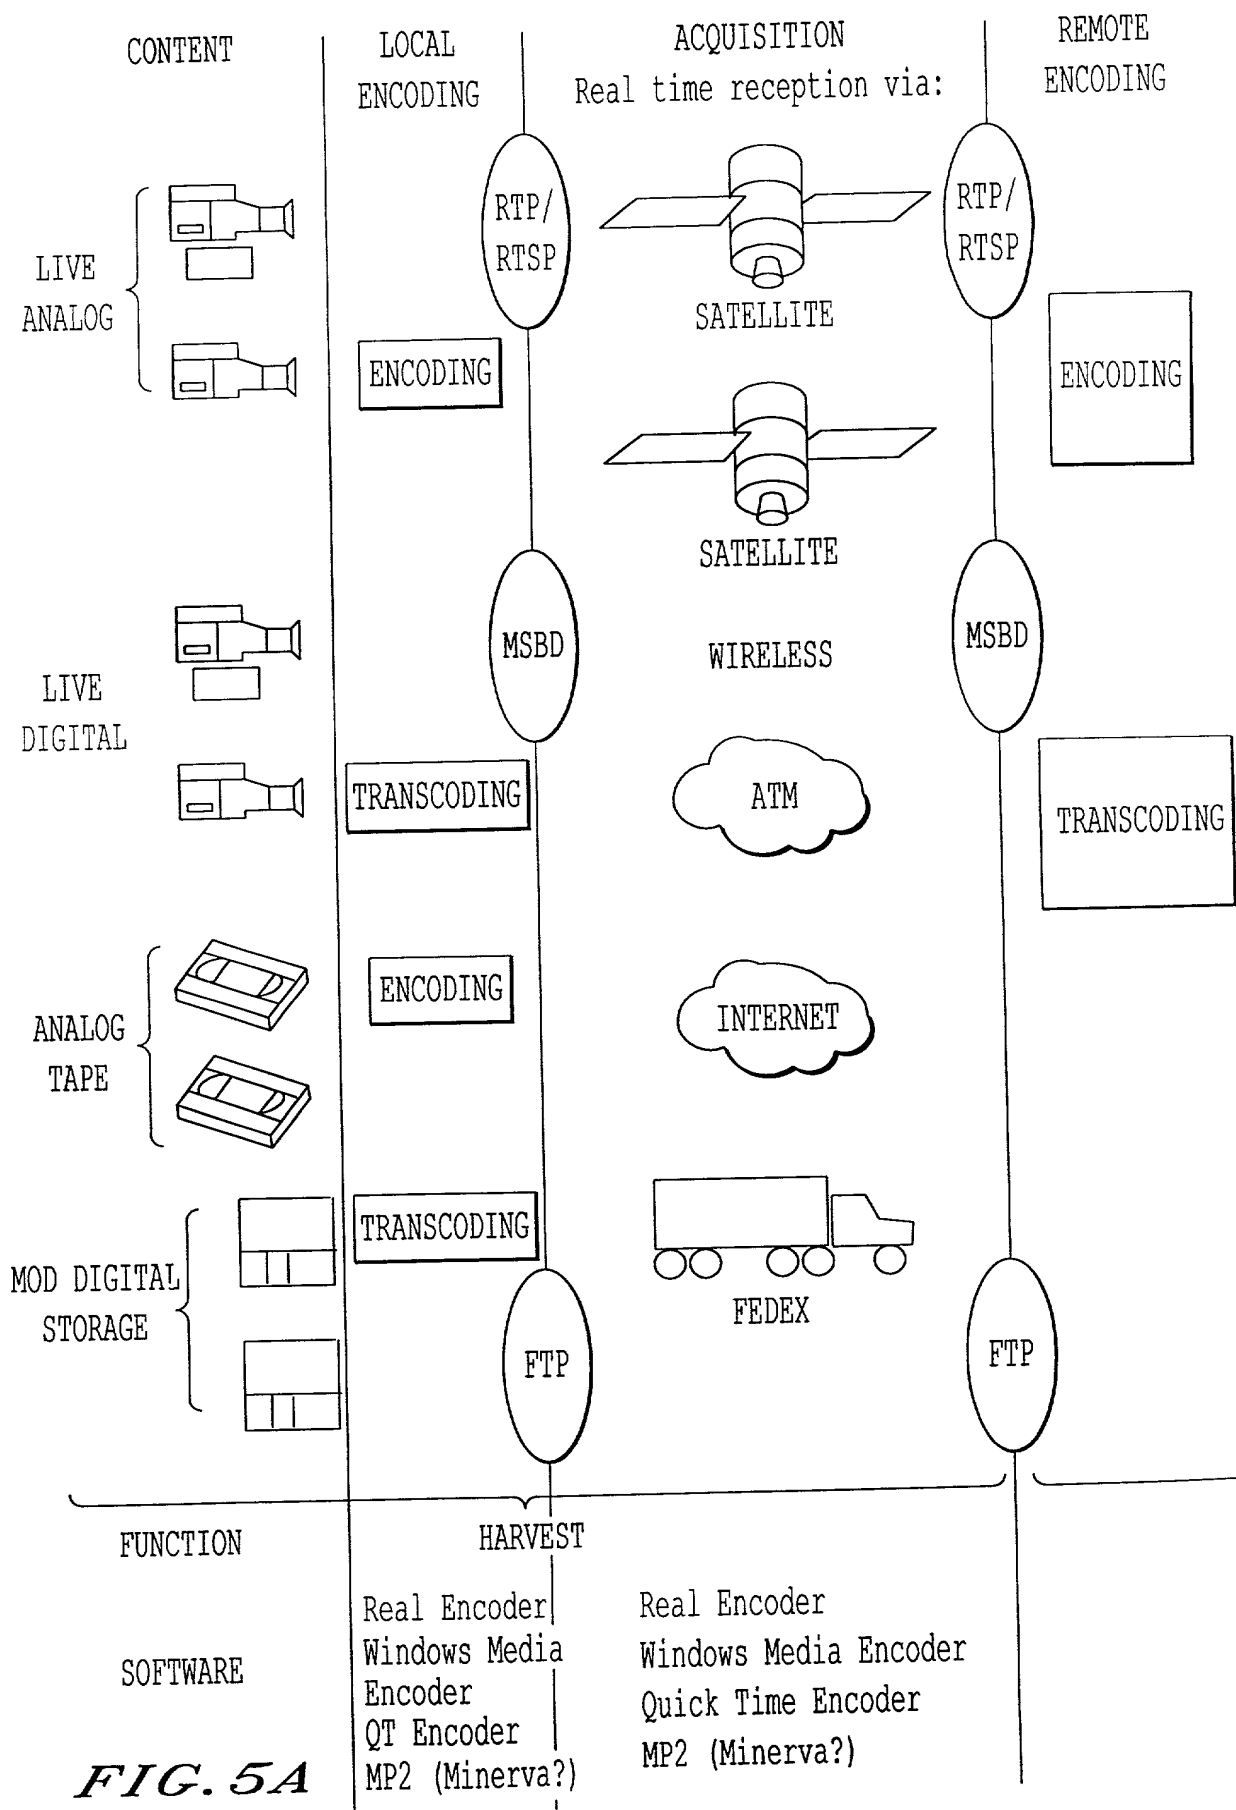 CONTENT
LOCAL
ENCODING
ACQUISITION
Real time reception via:
REMOTE
ENCODING
LIVE
ANALOG
RTP/
RTSP
SATELLITE
RTP/
RTSP
ENCODING
ENCODING
SATELLITE
LIVE
DIGITAL
MSBD
WIRELESS
MSBD
TRANSCODING
ATM
TRANSCODING
ANALOG
TAPE
ENCODING
INTERNET
MOD DIGITAL
STORAGE
TRANSCODING
FEDEX
FTP
FTP
FUNCTION
HARVEST
SOFTWARE
Real Encoder
Windows Media
Encoder
QT Encoder
MP2 (Minerva?)
Real Encoder
Windows Media Encoder
Quick Time Encoder
MP2 (Minerva?)
FIG. 5A